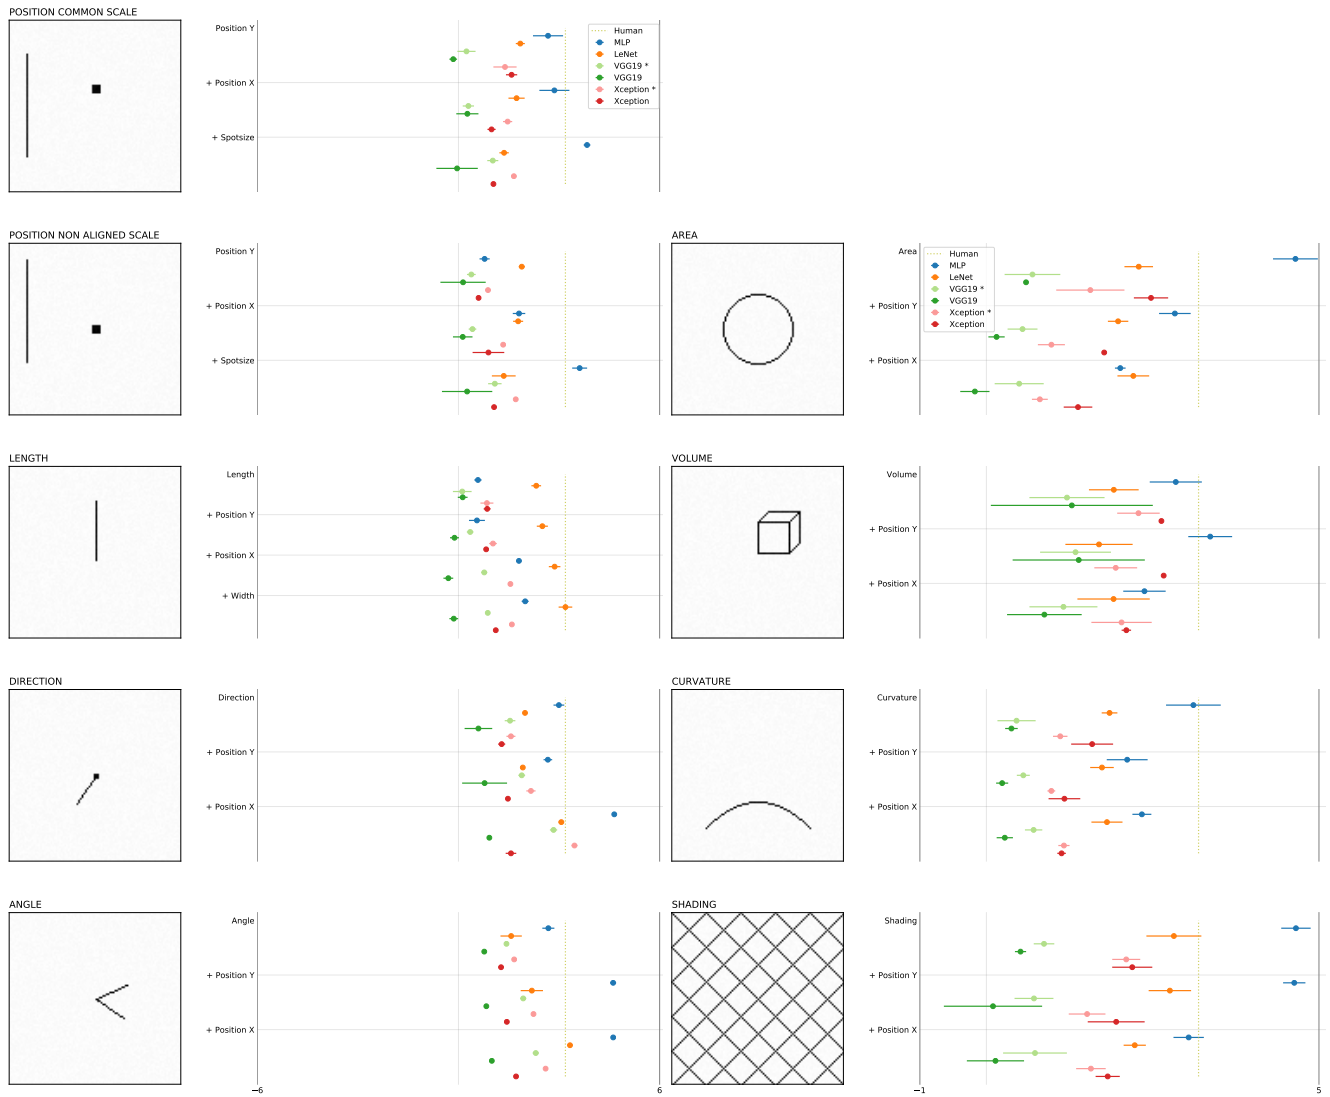 POSITION COMMON SCALE
Position Y
+ Position X
+ Spotsize
Human
MLP
LeNet
VGG19 *
VGG19
Xception *
Xception
POSITION NON ALIGNED SCALE
Position Y
+ Position X
+ Spotsize
AREA
Area
+ Position Y
+ Position X
Human
MLP
LeNet
VGG19 *
VGG19
Xception *
Xception
LENGTH
Length
+ Position Y
+ Position X
+ Width
VOLUME
Volume
+ Position Y
+ Position X
DIRECTION
Direction
+ Position Y
+ Position X
CURVATURE
Curvature
+ Position Y
+ Position X
ANGLE
Angle
+ Position Y
+ Position X
−6
6
SHADING
Shading
+ Position Y
+ Position X
−1
5